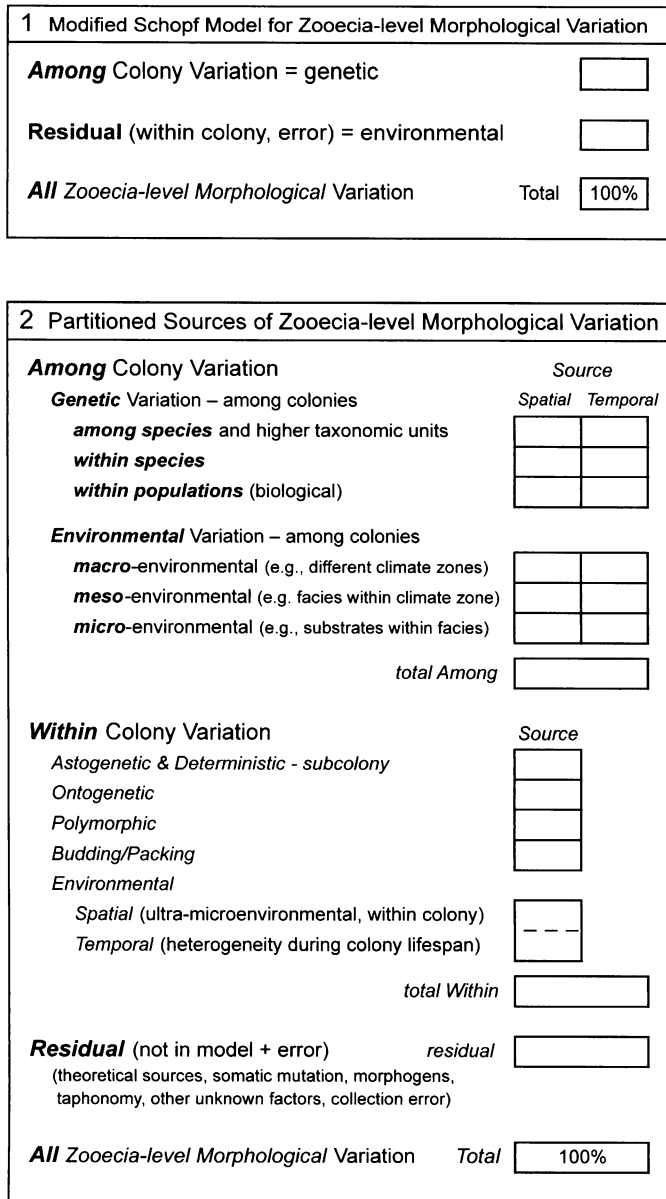 1 Modified Schopf Model for Zooecia-level Morphological Variation
Among Colony Variation = genetic
Residual (within colony, error) = environmental
All Zooecia-level Morphological Variation Total 100%
2 Partitioned Sources of Zooecia-level Morphological Variation
Among Colony Variation Source
Genetic Variation – among colonies Spatial Temporal
among species and higher taxonomic units
within species
within populations (biological)
Environmental Variation – among colonies
macro-environmental (e.g., different climate zones)
meso-environmental (e.g. facies within climate zone)
micro-environmental (e.g., substrates within facies)
total Among
Within Colony Variation Source
Astogenetic & Deterministic - subcolony
Ontogenetic
Polymorphic
Budding/Packing
Environmental
Spatial (ultra-microenvironmental, within colony)
Temporal (heterogeneity during colony lifespan)
total Within
Residual (not in model + error) residual
(theoretical sources, somatic mutation, morphogens,
taphonomy, other unknown factors, collection error)
All Zooecia-level Morphological Variation Total 100%